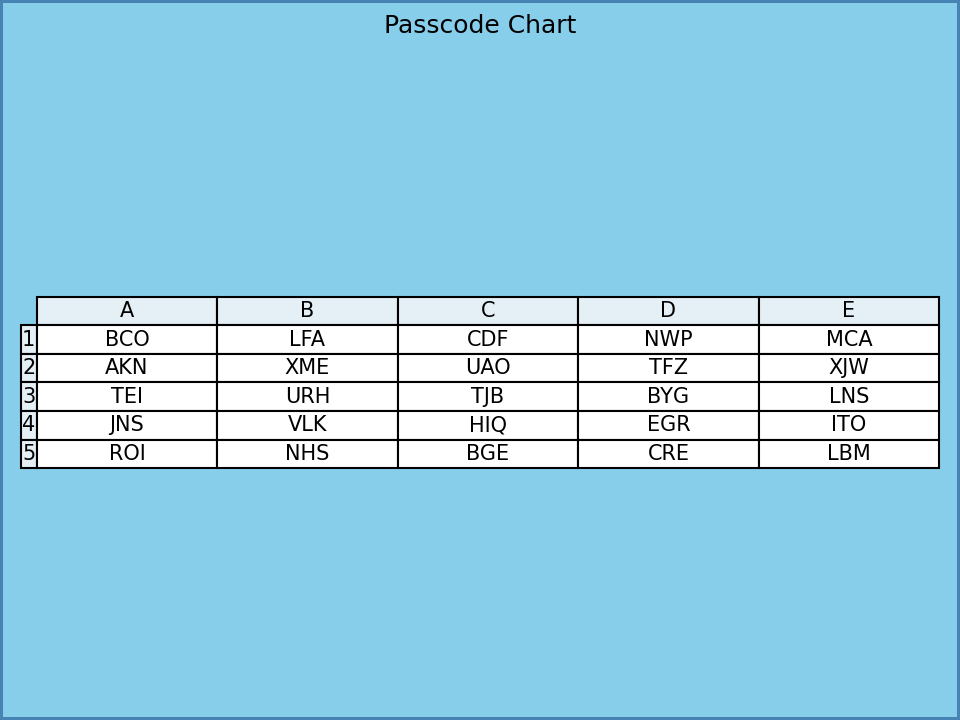 Passcode Chart
A B C D E
1 BCO LFA CDF NWP MCA
2 AKN XME UAO TFZ XJW
3 TEI URH TJB BYG LNS
4 JNS VLK HIQ EGR ITO
5 ROI NHS BGE CRE LBM